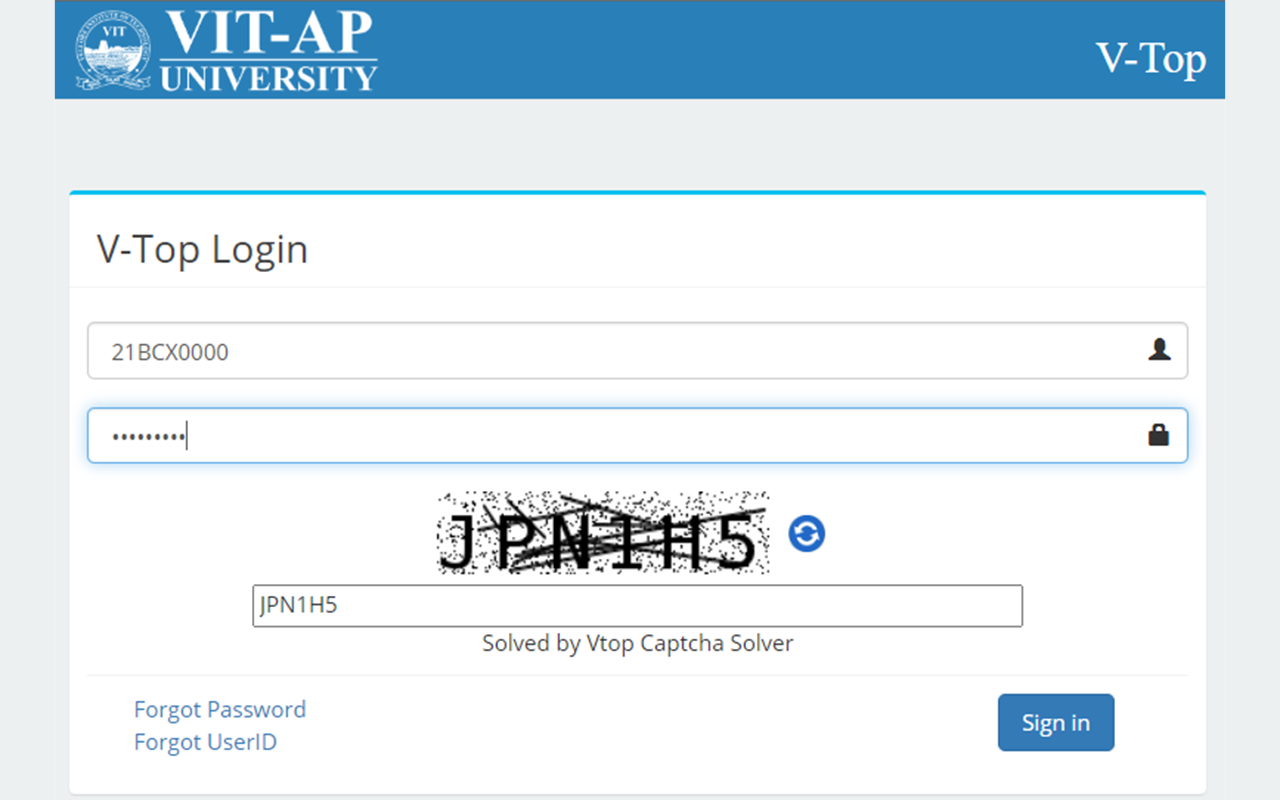 VIT
VIT-AP
UNIVERSITY
V-Top
V-Top Login
21BCX0000
•••••••••
JPN1H5
JPN1H5
Solved by Vtop Captcha Solver
Forgot Password
Forgot UserID
Sign in